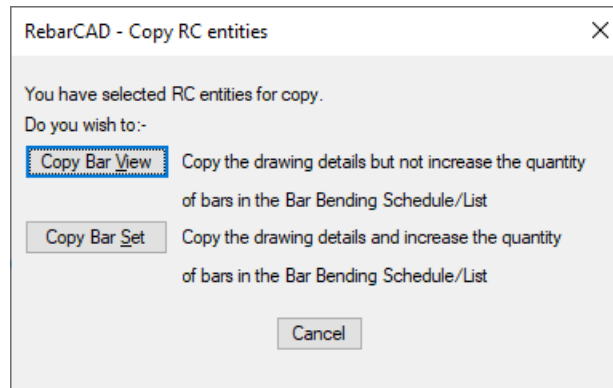 RebarCAD - Copy RC entities
You have selected RC entities for copy.
Do you wish to:-
Copy Bar View Copy the drawing details but not increase the quantity
of bars in the Bar Bending Schedule/List
Copy Bar Set Copy the drawing details and increase the quantity
of bars in the Bar Bending Schedule/List
Cancel